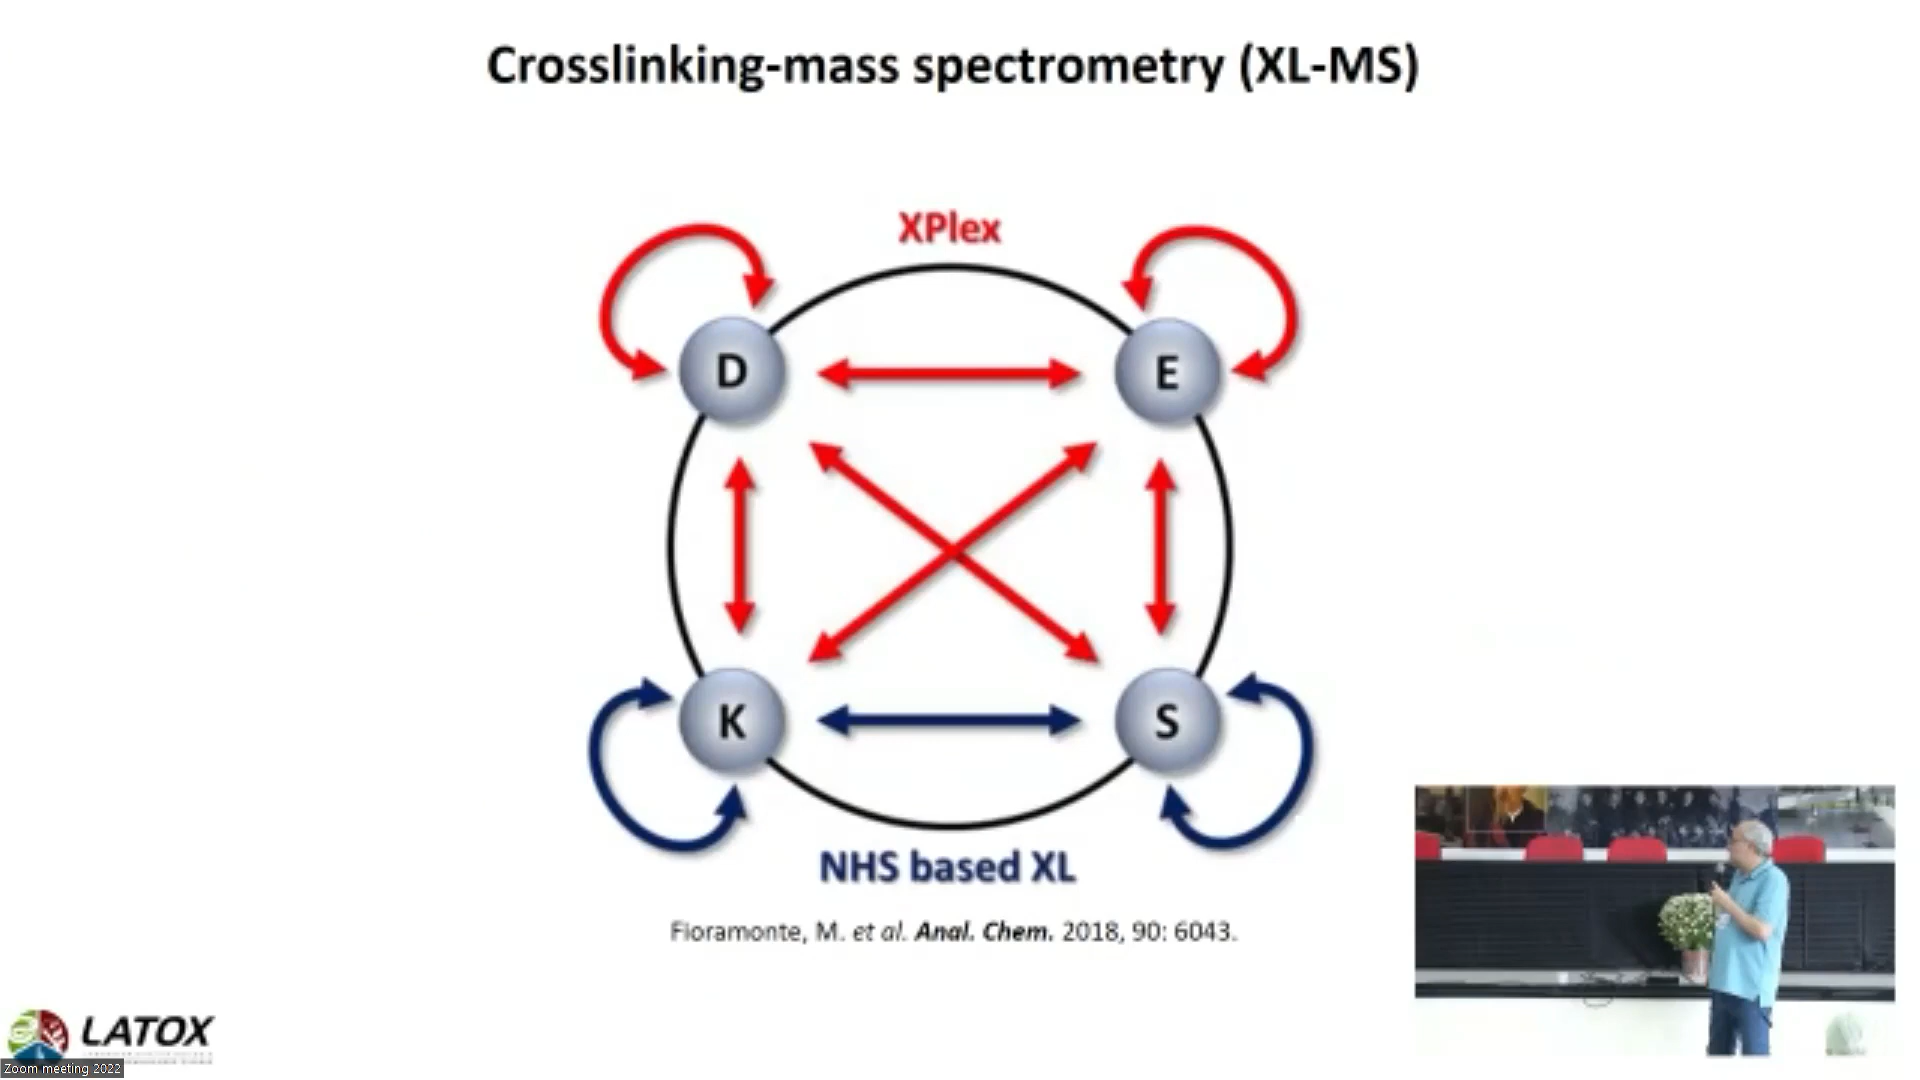 Crosslinking-mass spectrometry (XL-MS)
XPlex
D
E
K
S
NHS based XL
Fioramonte, M. et al. Anal. Chem. 2018, 90: 6043.
LATOX
Zoom meeting 2022